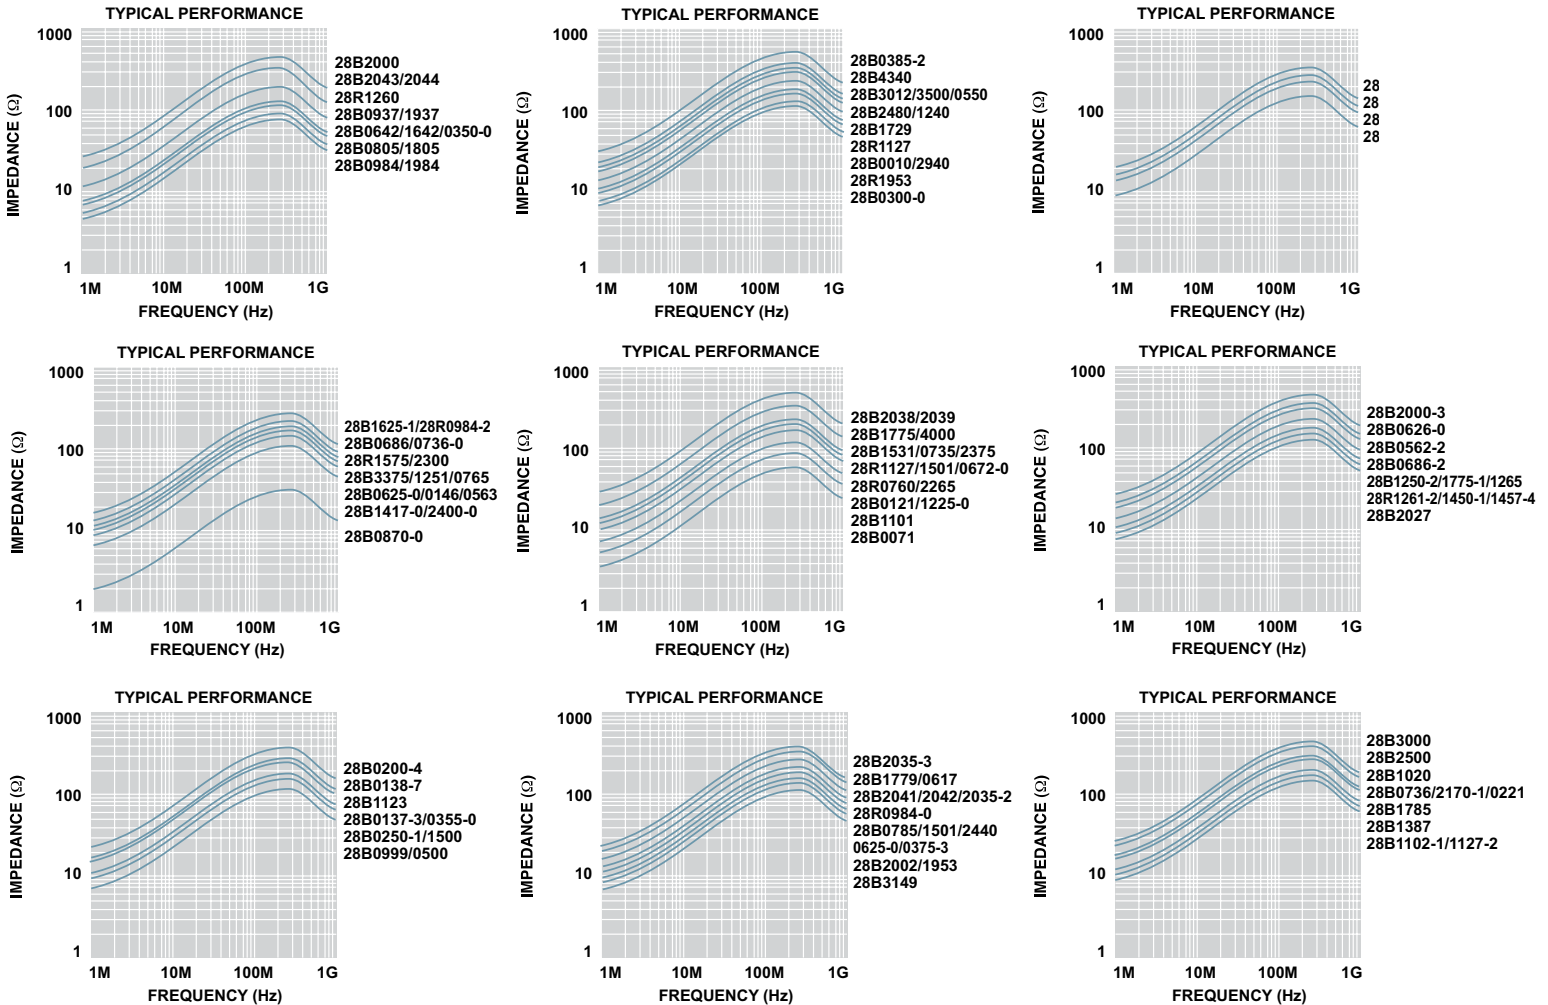 TYPICAL PERFORMANCE
1000
100
10
1
IMPEDANCE (Ω)
1M 10M 100M 1G
FREQUENCY (Hz)
28B2000
28B2043/2044
28R1260
28B0937/1937
28B0642/1642/0350-0
28B0805/1805
28B0984/1984
TYPICAL PERFORMANCE
1000
100
10
1
IMPEDANCE (Ω)
1M 10M 100M 1G
FREQUENCY (Hz)
28B0385-2
28B4340
28B3012/3500/0550
28B2480/1240
28B1729
28R1127
28B0010/2940
28R1953
28B0300-0
TYPICAL PERFORMANCE
1000
100
10
1
IMPEDANCE (Ω)
1M 10M 100M 1G
FREQUENCY (Hz)
28
28
28
28
TYPICAL PERFORMANCE
1000
100
10
1
IMPEDANCE (Ω)
1M 10M 100M 1G
FREQUENCY (Hz)
28B1625-1/28R0984-2
28B0686/0736-0
28R1575/2300
28B3375/1251/0765
28B0625-0/0146/0563
28B1417-0/2400-0
28B0870-0
TYPICAL PERFORMANCE
1000
100
10
1
IMPEDANCE (Ω)
1M 10M 100M 1G
FREQUENCY (Hz)
28B2038/2039
28B1775/4000
28B1531/0735/2375
28R1127/1501/0672-0
28R0760/2265
28B0121/1225-0
28B1101
28B0071
TYPICAL PERFORMANCE
1000
100
10
1
IMPEDANCE (Ω)
1M 10M 100M 1G
FREQUENCY (Hz)
28B2000-3
28B0626-0
28B0562-2
28B0686-2
28B1250-2/1775-1/1265
28R1261-2/1450-1/1457-4
28B2027
TYPICAL PERFORMANCE
1000
100
10
1
IMPEDANCE (Ω)
1M 10M 100M 1G
FREQUENCY (Hz)
28B0200-4
28B0138-7
28B1123
28B0137-3/0355-0
28B0250-1/1500
28B0999/0500
TYPICAL PERFORMANCE
1000
100
10
1
IMPEDANCE (Ω)
1M 10M 100M 1G
FREQUENCY (Hz)
28B2035-3
28B1779/0617
28B2041/2042/2035-2
28R0984-0
28B0785/1501/2440
0625-0/0375-3
28B2002/1953
28B3149
TYPICAL PERFORMANCE
1000
100
10
1
IMPEDANCE (Ω)
1M 10M 100M 1G
FREQUENCY (Hz)
28B3000
28B2500
28B1020
28B0736/2170-1/0221
28B1785
28B1387
28B1102-1/1127-2